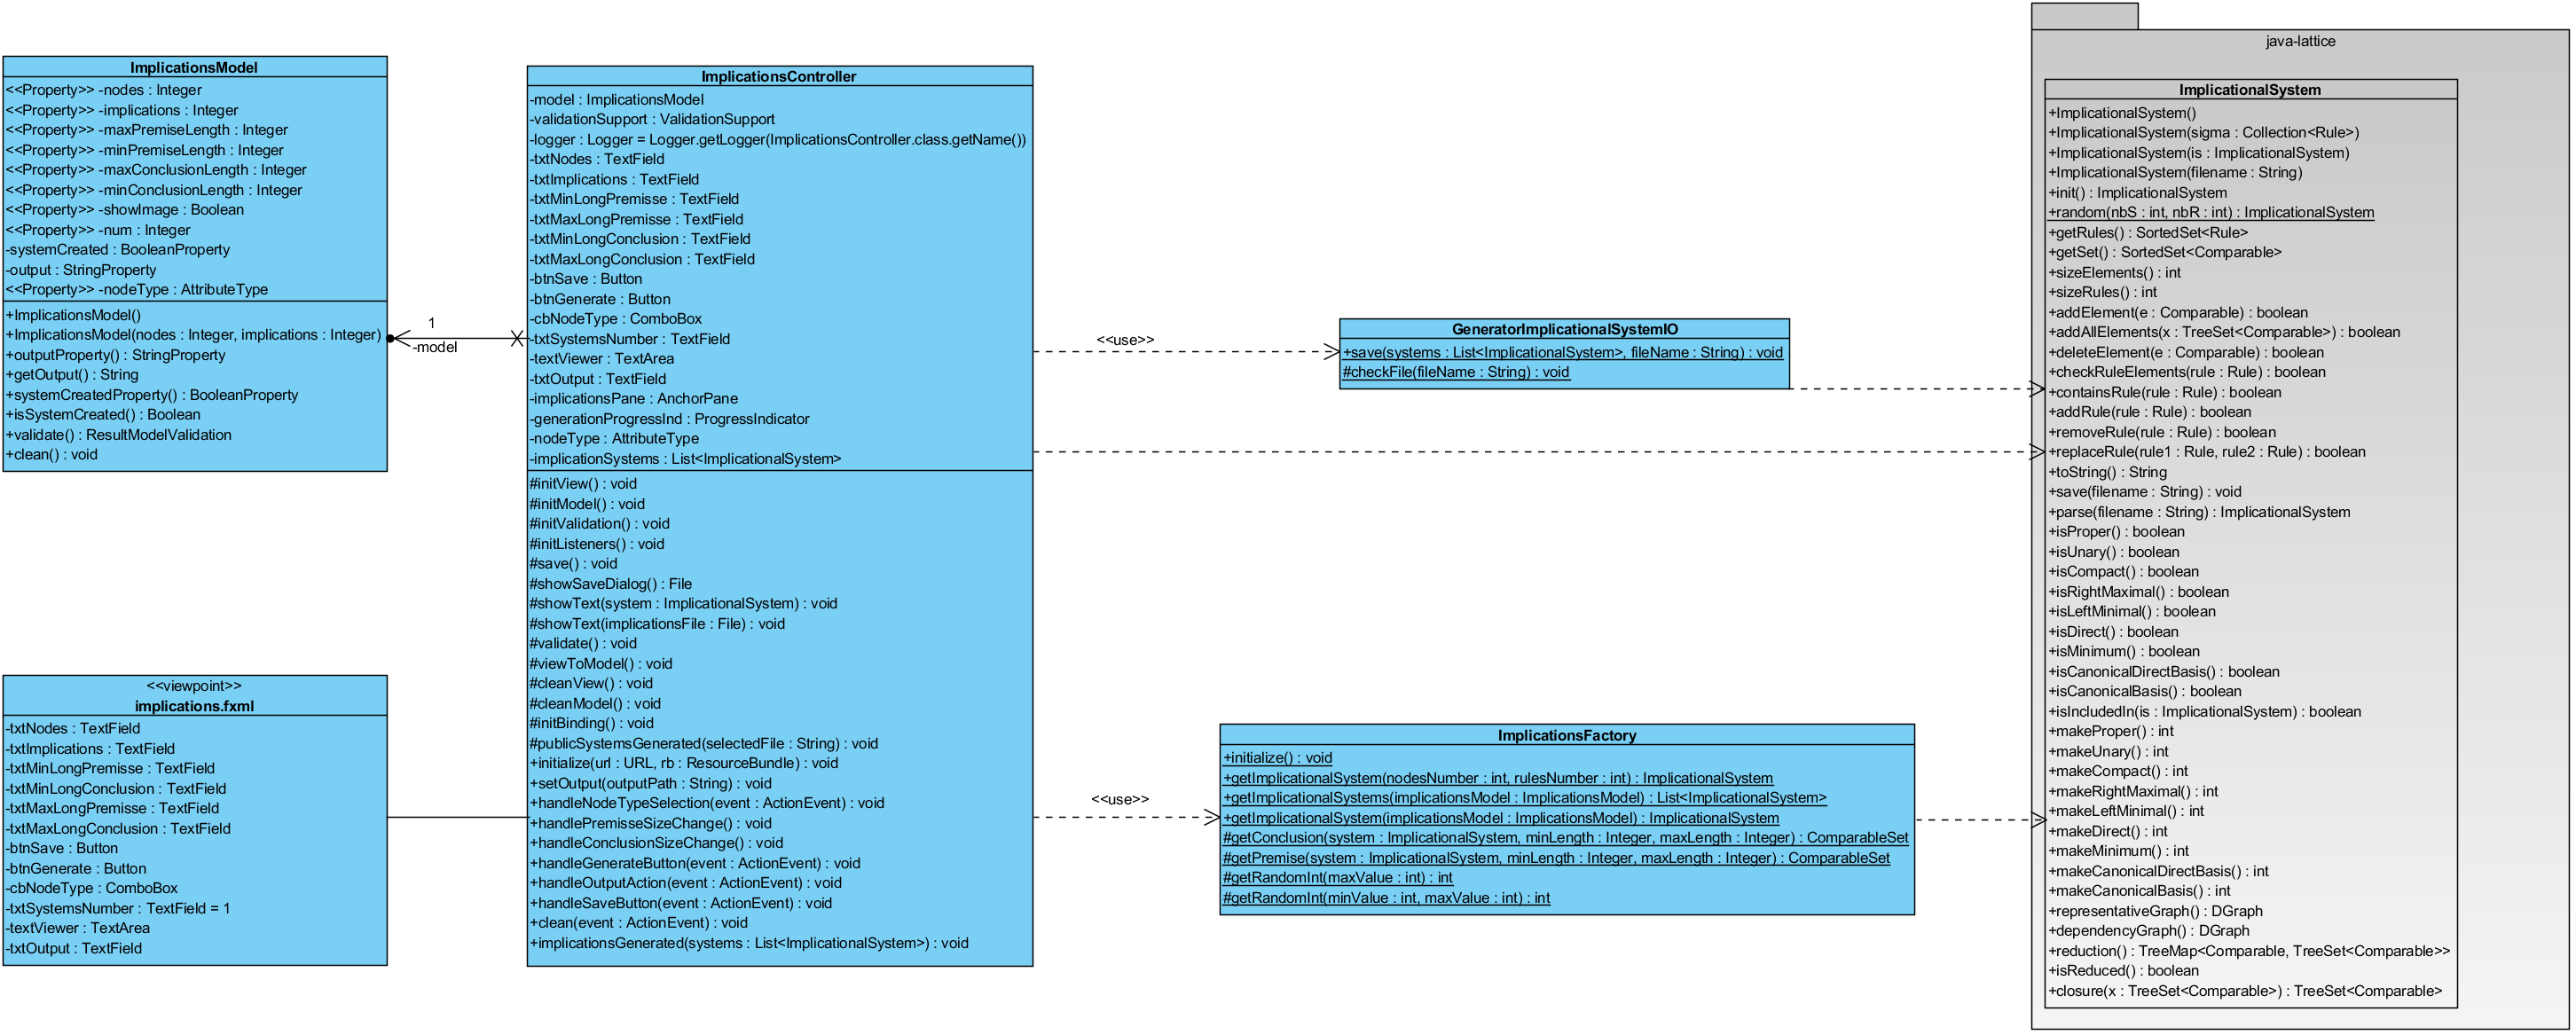 ImplicationsModel
<<Property>> -nodes : Integer
<<Property>> -implications : Integer
<<Property>> -maxPremiseLength : Integer
<<Property>> -minPremiseLength : Integer
<<Property>> -maxConclusionLength : Integer
<<Property>> -minConclusionLength : Integer
<<Property>> -showImage : Boolean
<<Property>> -num : Integer
-systemCreated : BooleanProperty
-output : StringProperty
<<Property>> -nodeType : AttributeType
+ImplicationsModel()
+ImplicationsModel(nodes : Integer, implications : Integer)
+outputProperty() : StringProperty
+getOutput() : String
+systemCreatedProperty() : BooleanProperty
+isSystemCreated() : Boolean
+validate() : ResultModelValidation
+clean() : void
1
-model
<<viewpoint>>
implications.fxml
-txtNodes : TextField
-txtImplications : TextField
-txtMinLongPremisse : TextField
-txtMinLongConclusion : TextField
-txtMaxLongPremisse : TextField
-txtMaxLongConclusion : TextField
-btnSave : Button
-btnGenerate : Button
-cbNodeType : ComboBox
-txtSystemsNumber : TextField = 1
-textViewer : TextArea
-txtOutput : TextField
ImplicationsController
-model : ImplicationsModel
-validationSupport : ValidationSupport
-logger : Logger = Logger.getLogger(ImplicationsController.class.getName())
-txtNodes : TextField
-txtImplications : TextField
-txtMinLongPremisse : TextField
-txtMaxLongPremisse : TextField
-txtMinLongConclusion : TextField
-txtMaxLongConclusion : TextField
-btnSave : Button
-btnGenerate : Button
-cbNodeType : ComboBox
-txtSystemsNumber : TextField
-textViewer : TextArea
-txtOutput : TextField
-implicationsPane : AnchorPane
-generationProgressInd : ProgressIndicator
-nodeType : AttributeType
-implicationSystems : List<ImplicationalSystem>
#initView() : void
#initModel() : void
#initValidation() : void
#initListeners() : void
#save() : void
#showSaveDialog() : File
#showText(system : ImplicationalSystem) : void
#showText(implicationsFile : File) : void
#validate() : void
#viewToModel() : void
#cleanView() : void
#cleanModel() : void
#initBinding() : void
#publicSystemsGenerated(selectedFile : String) : void
+initialize(url : URL, rb : ResourceBundle) : void
+setOutput(outputPath : String) : void
+handleNodeTypeSelection(event : ActionEvent) : void
+handlePremisseSizeChange() : void
+handleConclusionSizeChange() : void
+handleGenerateButton(event : ActionEvent) : void
+handleOutputAction(event : ActionEvent) : void
+handleSaveButton(event : ActionEvent) : void
+clean(event : ActionEvent) : void
+implicationsGenerated(systems : List<ImplicationalSystem>) : void
<<use>>
GeneratorImplicationalSystemIO
+save(systems : List<ImplicationalSystem>, fileName : String) : void
#checkFile(fileName : String) : void
<<use>>
ImplicationsFactory
+initialize() : void
+getImplicationalSystem(nodesNumber : int, rulesNumber : int) : ImplicationalSystem
+getImplicationalSystems(implicationsModel : ImplicationsModel) : List<ImplicationalSystem>
+getImplicationalSystem(implicationsModel : ImplicationsModel) : ImplicationalSystem
#getConclusion(system : ImplicationalSystem, minLength : Integer, maxLength : Integer) : ComparableSet
#getPremise(system : ImplicationalSystem, minLength : Integer, maxLength : Integer) : ComparableSet
#getRandomInt(maxValue : int) : int
#getRandomInt(minValue : int, maxValue : int) : int
java-lattice
ImplicationalSystem
+ImplicationalSystem()
+ImplicationalSystem(sigma : Collection<Rule>)
+ImplicationalSystem(is : ImplicationalSystem)
+ImplicationalSystem(filename : String)
+init() : ImplicationalSystem
+random(nbS : int, nbR : int) : ImplicationalSystem
+getRules() : SortedSet<Rule>
+getSet() : SortedSet<Comparable>
+sizeElements() : int
+sizeRules() : int
+addElement(e : Comparable) : boolean
+addAllElements(x : TreeSet<Comparable>) : boolean
+deleteElement(e : Comparable) : boolean
+checkRuleElements(rule : Rule) : boolean
+containsRule(rule : Rule) : boolean
+addRule(rule : Rule) : boolean
+removeRule(rule : Rule) : boolean
+replaceRule(rule1 : Rule, rule2 : Rule) : boolean
+toString() : String
+save(filename : String) : void
+parse(filename : String) : ImplicationalSystem
+isProper() : boolean
+isUnary() : boolean
+isCompact() : boolean
+isRightMaximal() : boolean
+isLeftMinimal() : boolean
+isDirect() : boolean
+isMinimum() : boolean
+isCanonicalDirectBasis() : boolean
+isCanonicalBasis() : boolean
+isIncludedIn(is : ImplicationalSystem) : boolean
+makeProper() : int
+makeUnary() : int
+makeCompact() : int
+makeRightMaximal() : int
+makeLeftMinimal() : int
+makeDirect() : int
+makeMinimum() : int
+makeCanonicalDirectBasis() : int
+makeCanonicalBasis() : int
+representativeGraph() : DGraph
+dependencyGraph() : DGraph
+reduction() : TreeMap<Comparable, TreeSet<Comparable>>
+isReduced() : boolean
+closure(x : TreeSet<Comparable>) : TreeSet<Comparable>